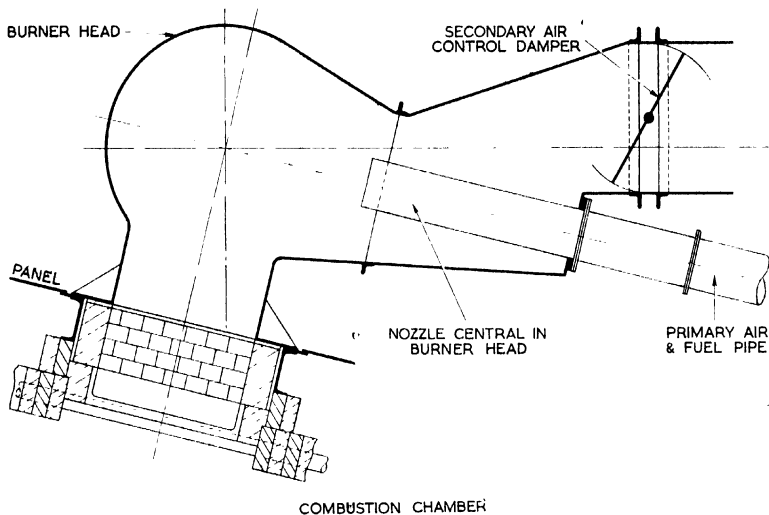 BURNER HEAD
SECONDARY AIR
CONTROL DAMPER
PANEL
NOZZLE CENTRAL IN
BURNER HEAD
PRIMARY AIR
& FUEL PIPE
COMBUSTION CHAMBER